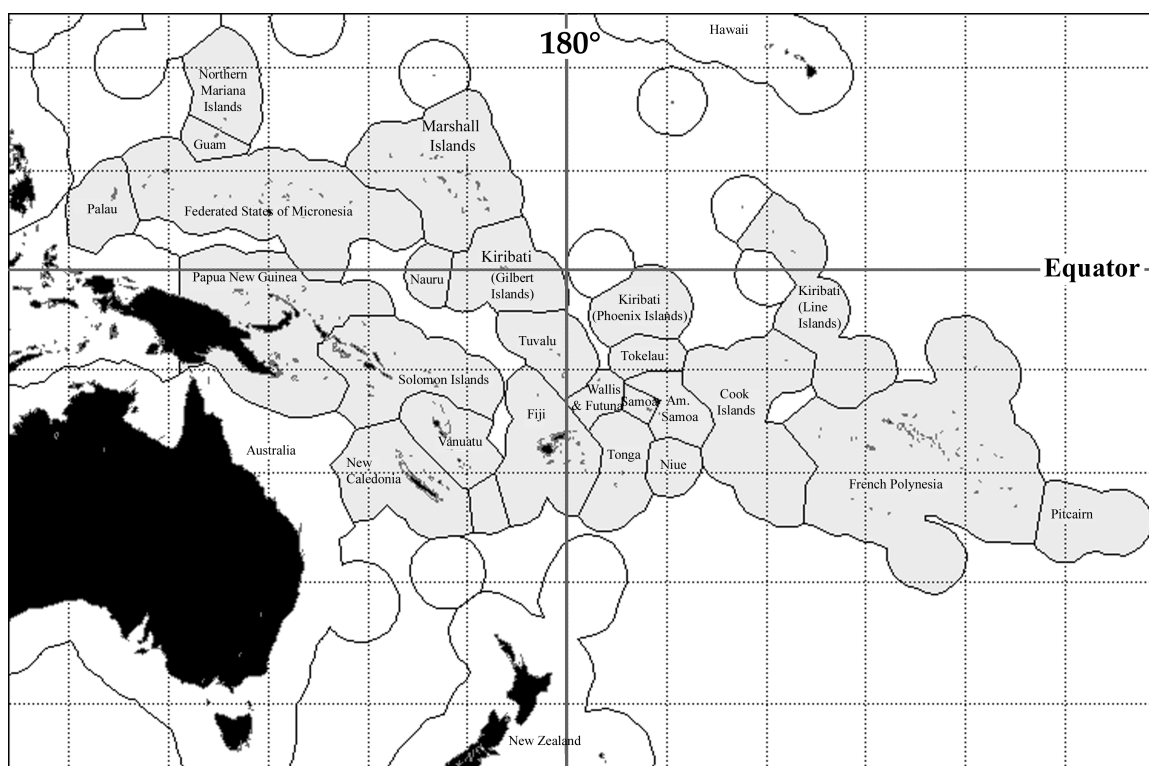 Hawaii
180°
Northern
Mariana
Islands
Guam
Marshall
Islands
Palau
Federated States of Micronesia
Equator
Papua New Guinea
Nauru
Kiribati
(Gilbert
Islands)
Kiribati
(Phoenix Islands)
Kiribati
(Line
Islands)
Tuvalu
Tokelau
Solomon Islands
Wallis
& Futuna
Samoa
Am.
Samoa
Cook
Islands
Fiji
Vanuatu
Australia
New
Caledonia
Tonga
Niue
French Polynesia
Pitcairn
New Zealand